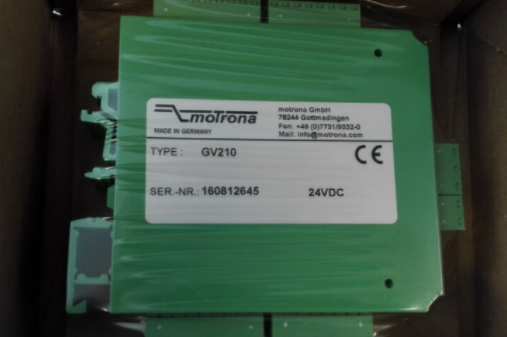 motrona
MADE IN GERMANY
motrona GmbH
78244 Gottmadingen
Fon: +49 (0)7731/9332-0
Mail: info@motrona.com
TYPE : GV210
CE
SER.-NR.: 160812645 24VDC